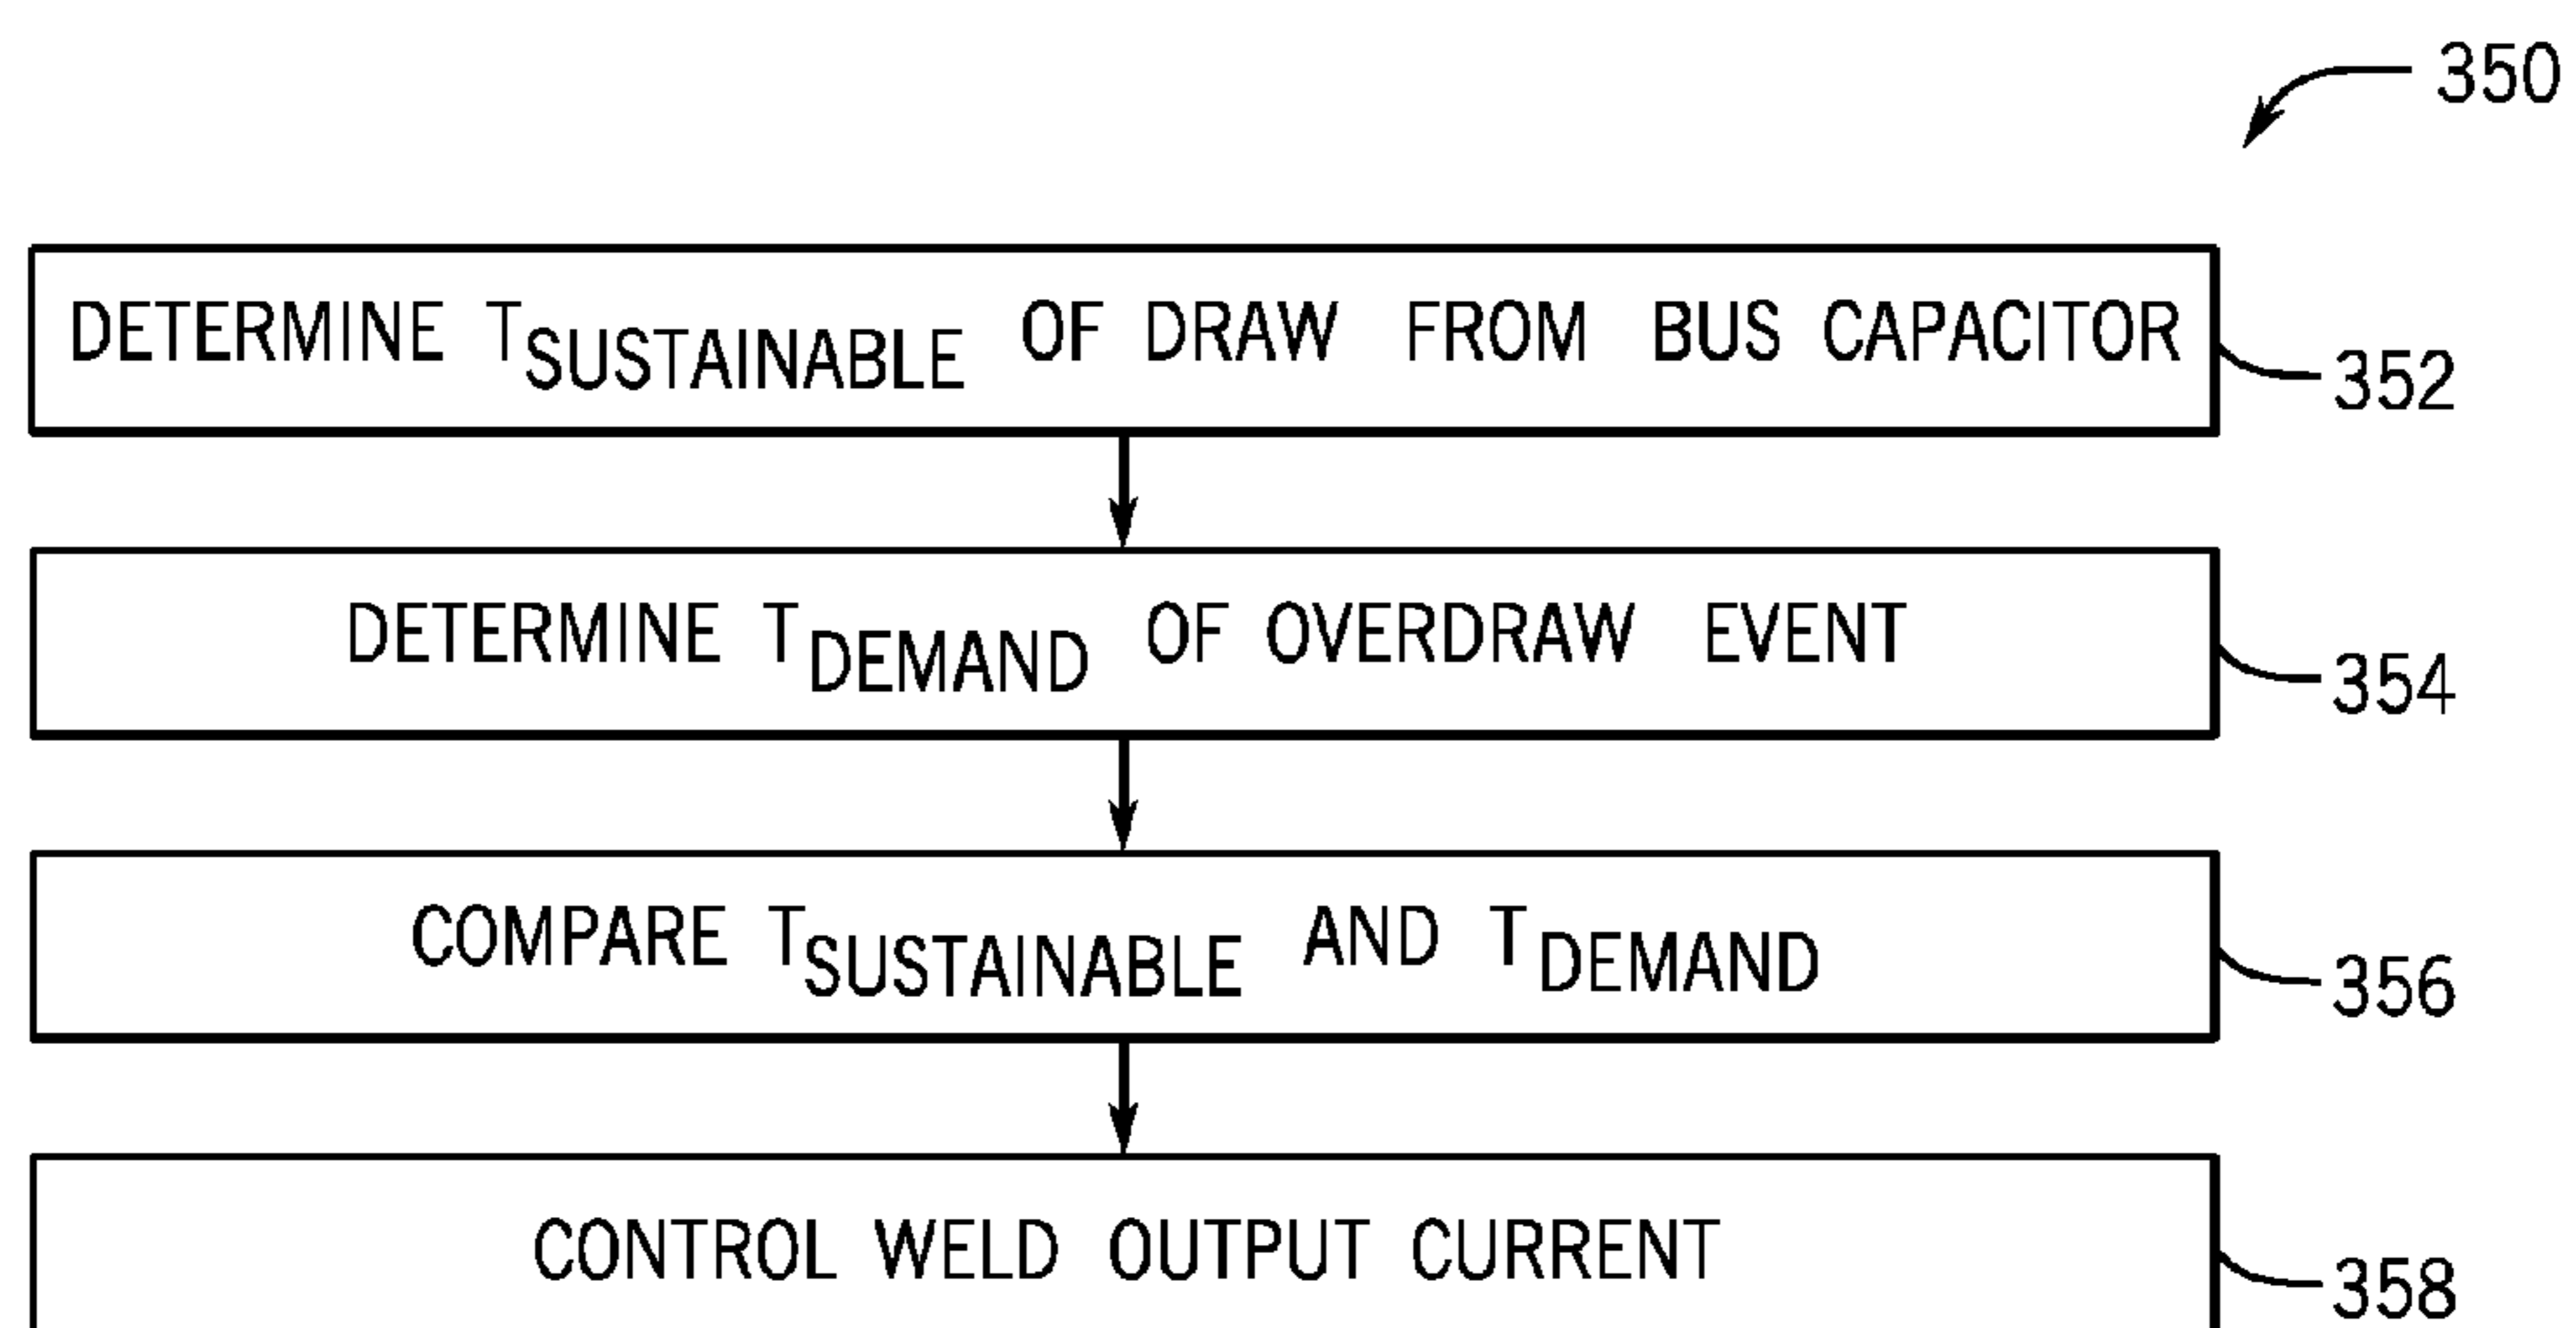 350
DETERMINE TSUSTAINABLE OF DRAW FROM BUS CAPACITOR
352
DETERMINE TDEMAND OF OVERDRAW EVENT
354
COMPARE TSUSTAINABLE AND TDEMAND
356
CONTROL WELD OUTPUT CURRENT
358